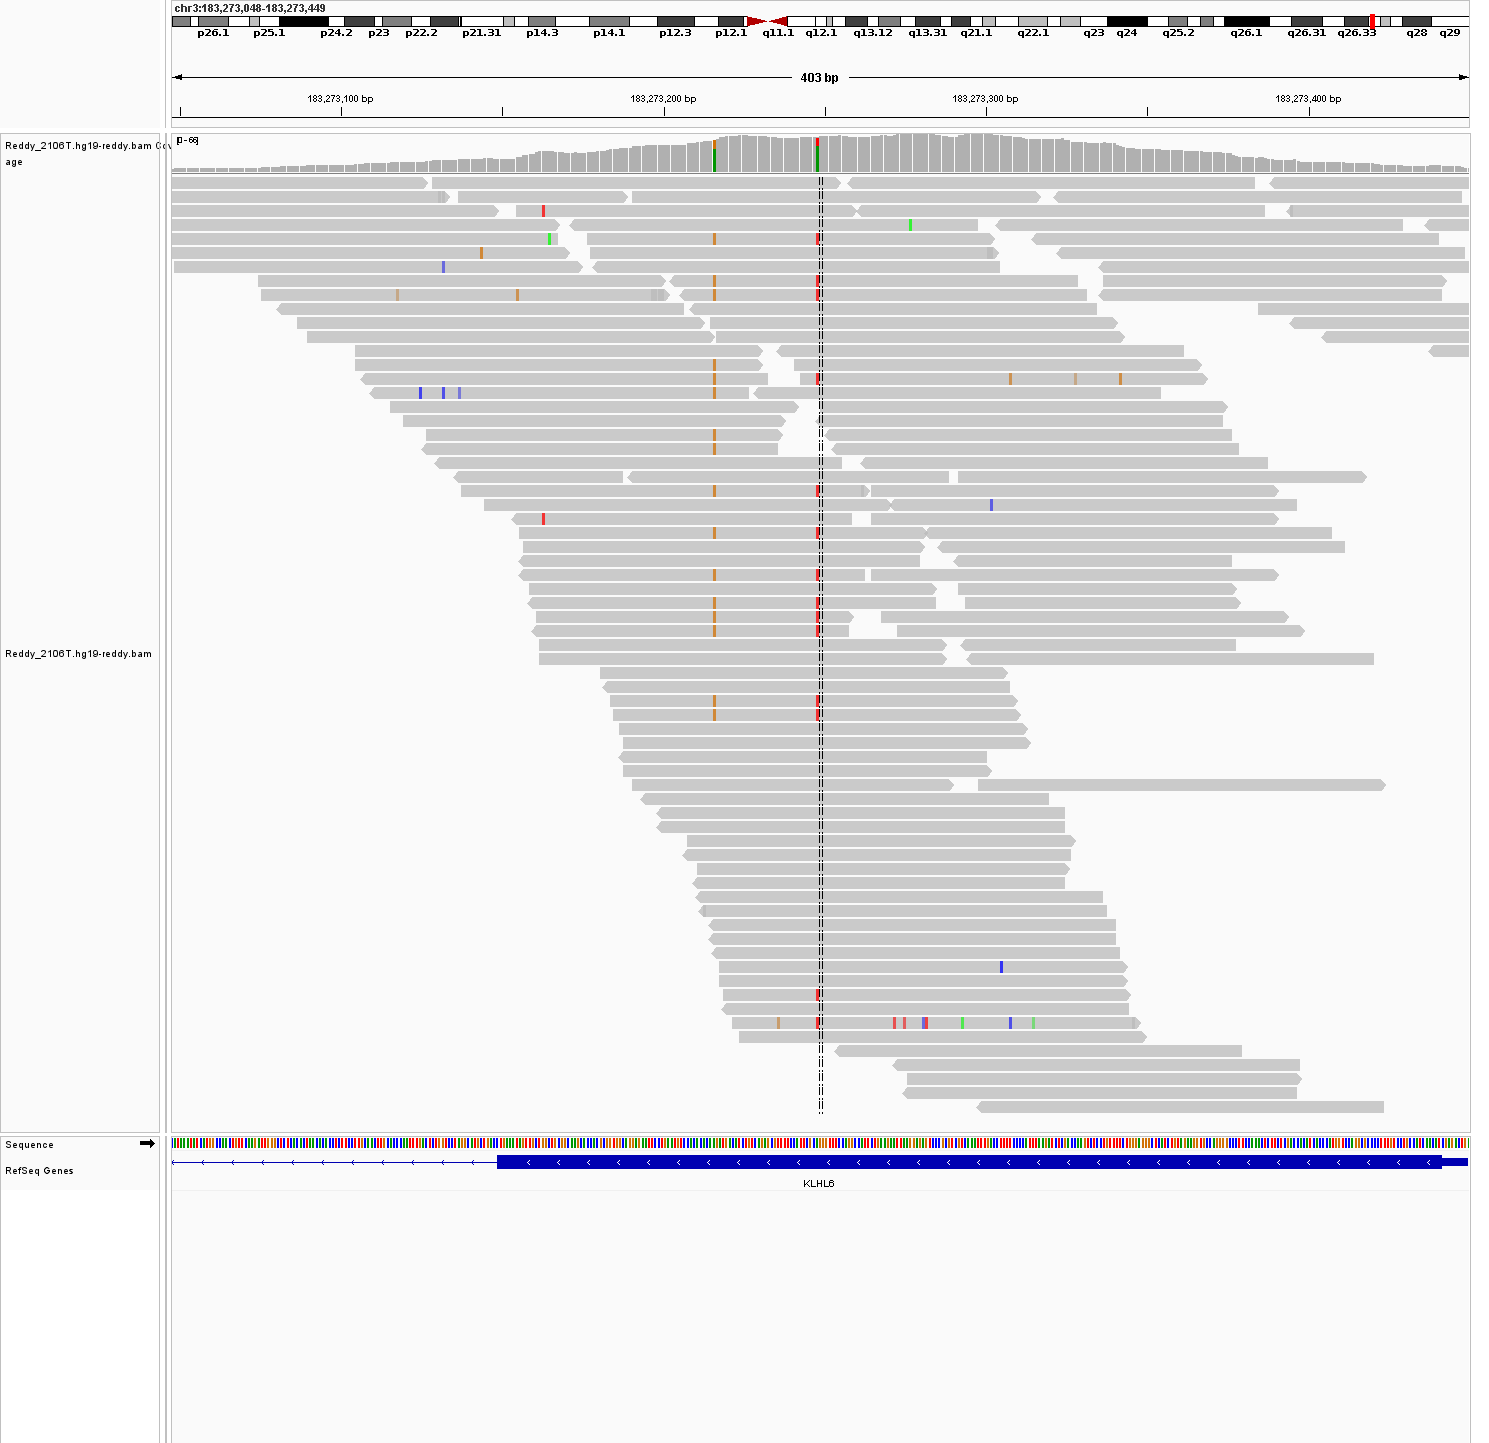 chr3:183,273,048-183,273,449
p26.1 p25.1 p24.2 p23 p22.2 p21.31 p14.3 p14.1 p12.3 p12.1 q11.1 q12.1 q13.12 q13.31 q21.1 q22.1 q23 q24 q25.2 q26.1 q26.31 q26.33 q28 q29
403 bp
183,273,100 bp 183,273,200 bp 183,273,300 bp 183,273,400 bp
Reddy_2106T.hg19-reddy.bam Cov
age
[0-66]
Reddy_2106T.hg19-reddy.bam
Sequence
RefSeq Genes
KLHL6